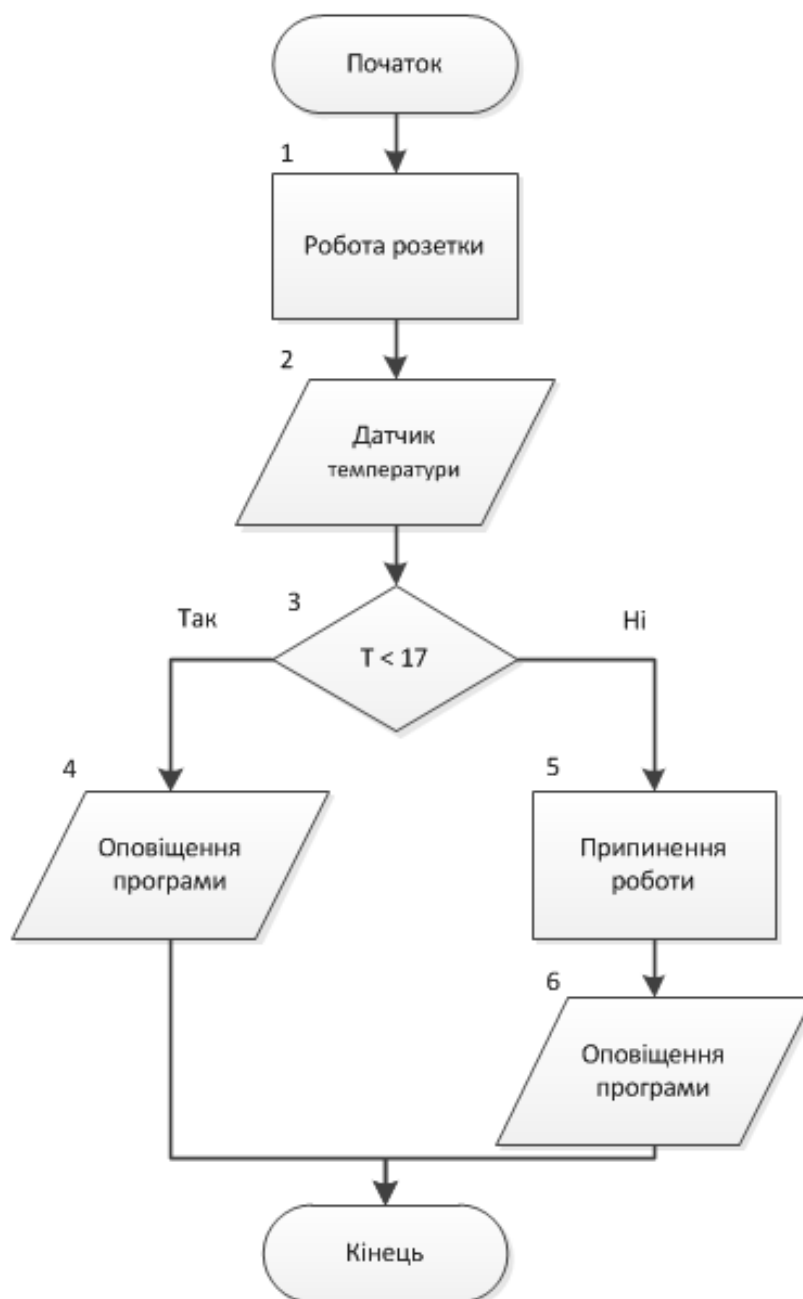 Початок
1
Робота розетки
2
Датчик
температури
3
Так
Ні
T < 17
4
5
Оповіщення
програми
Припинення
роботи
6
Оповіщення
програми
Кінець